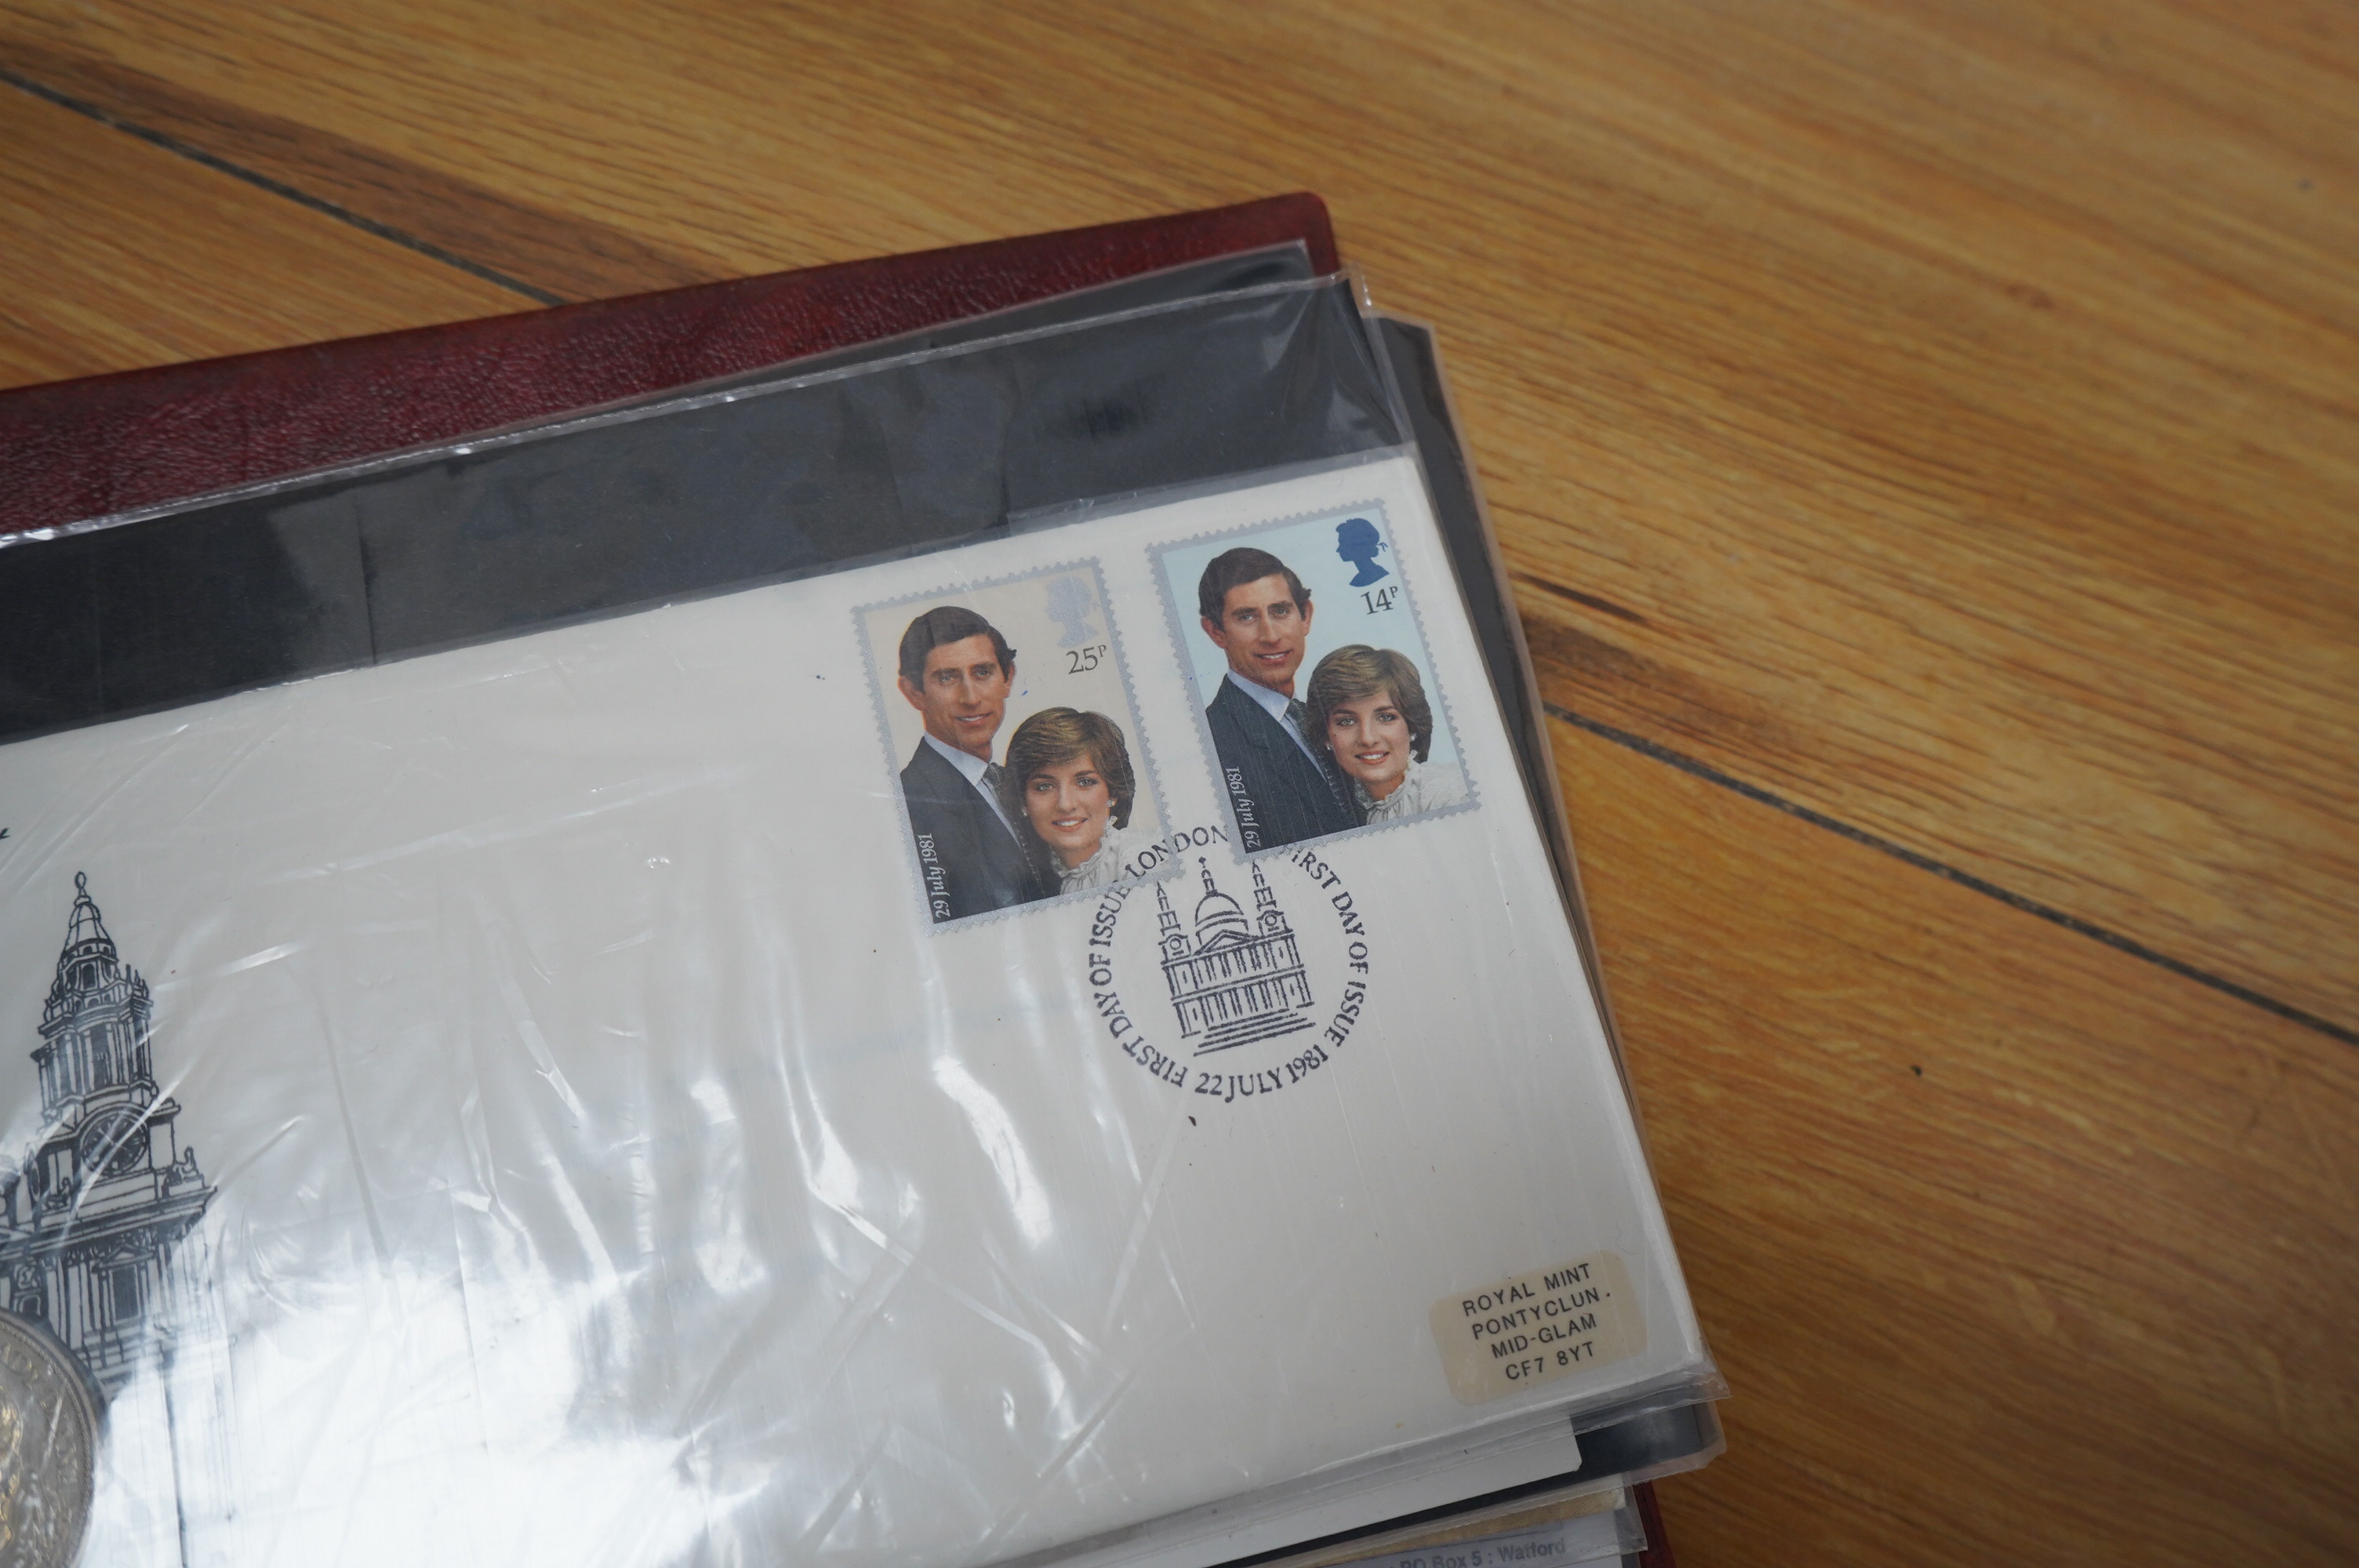 25P
29 July 1981
14P
29 July 1981
FIRST DAY OF ISSUE LONDON FIRST DAY OF ISSUE
22 JULY 1981
ROYAL MINT
PONTYCLUN.
MID-GLAM
CF7 8YT
PO Box 5 : Watford